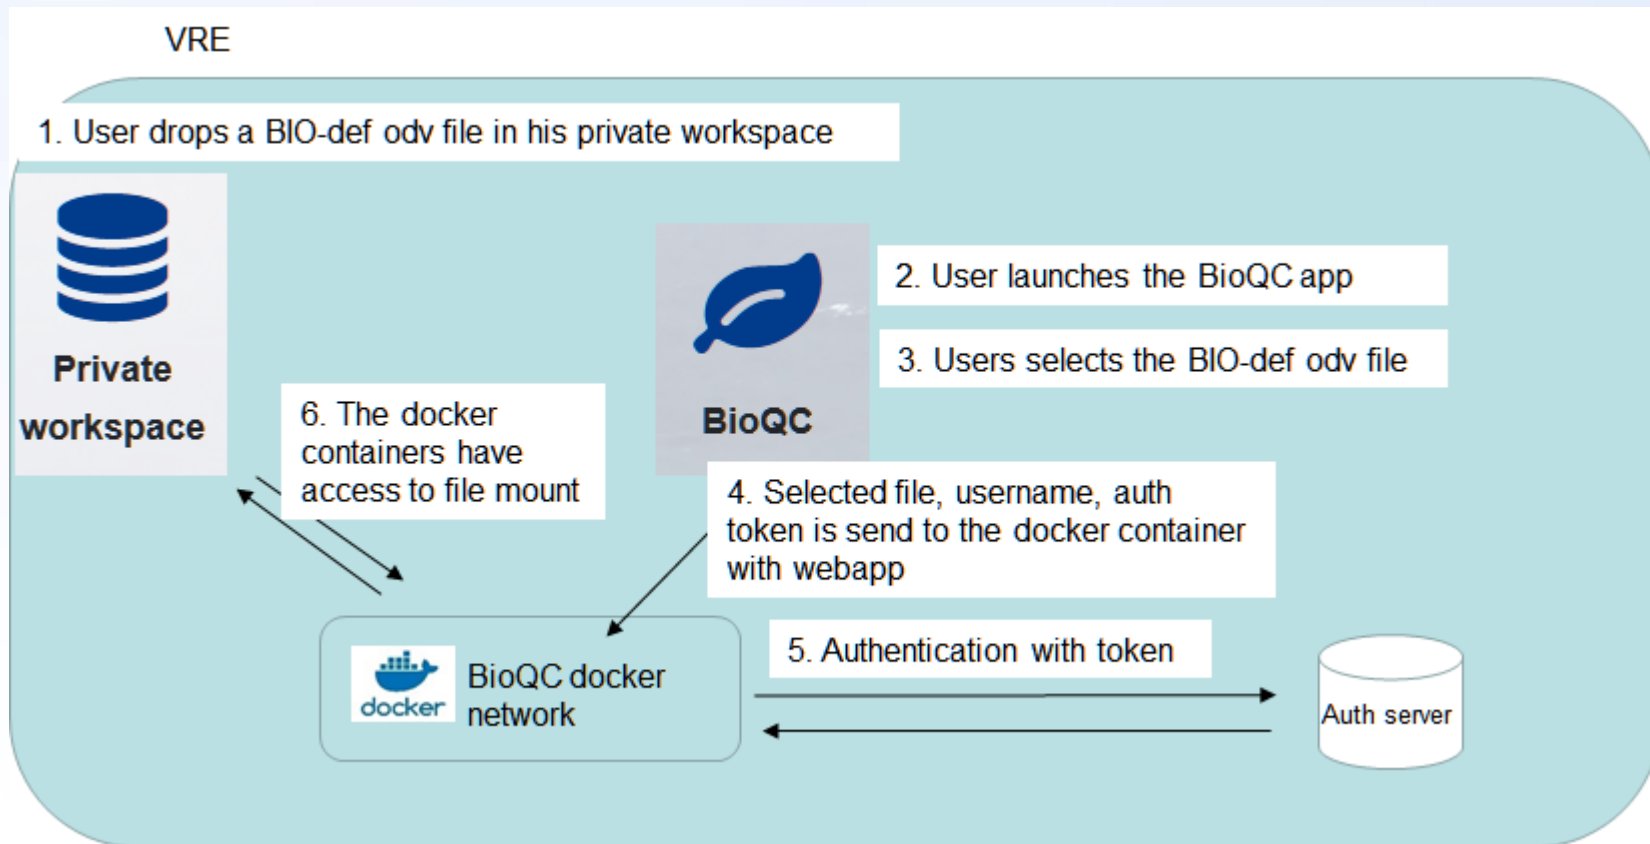 VRE
1. User drops a BIO-def odv file in his private workspace
Private
workspace
BioQC
2. User launches the BioQC app
3. Users selects the BIO-def odv file
6. The docker
containers have
access to file mount
4. Selected file, username, auth
token is send to the docker container
with webapp
docker
BioQC docker
network
5. Authentication with token
Auth server